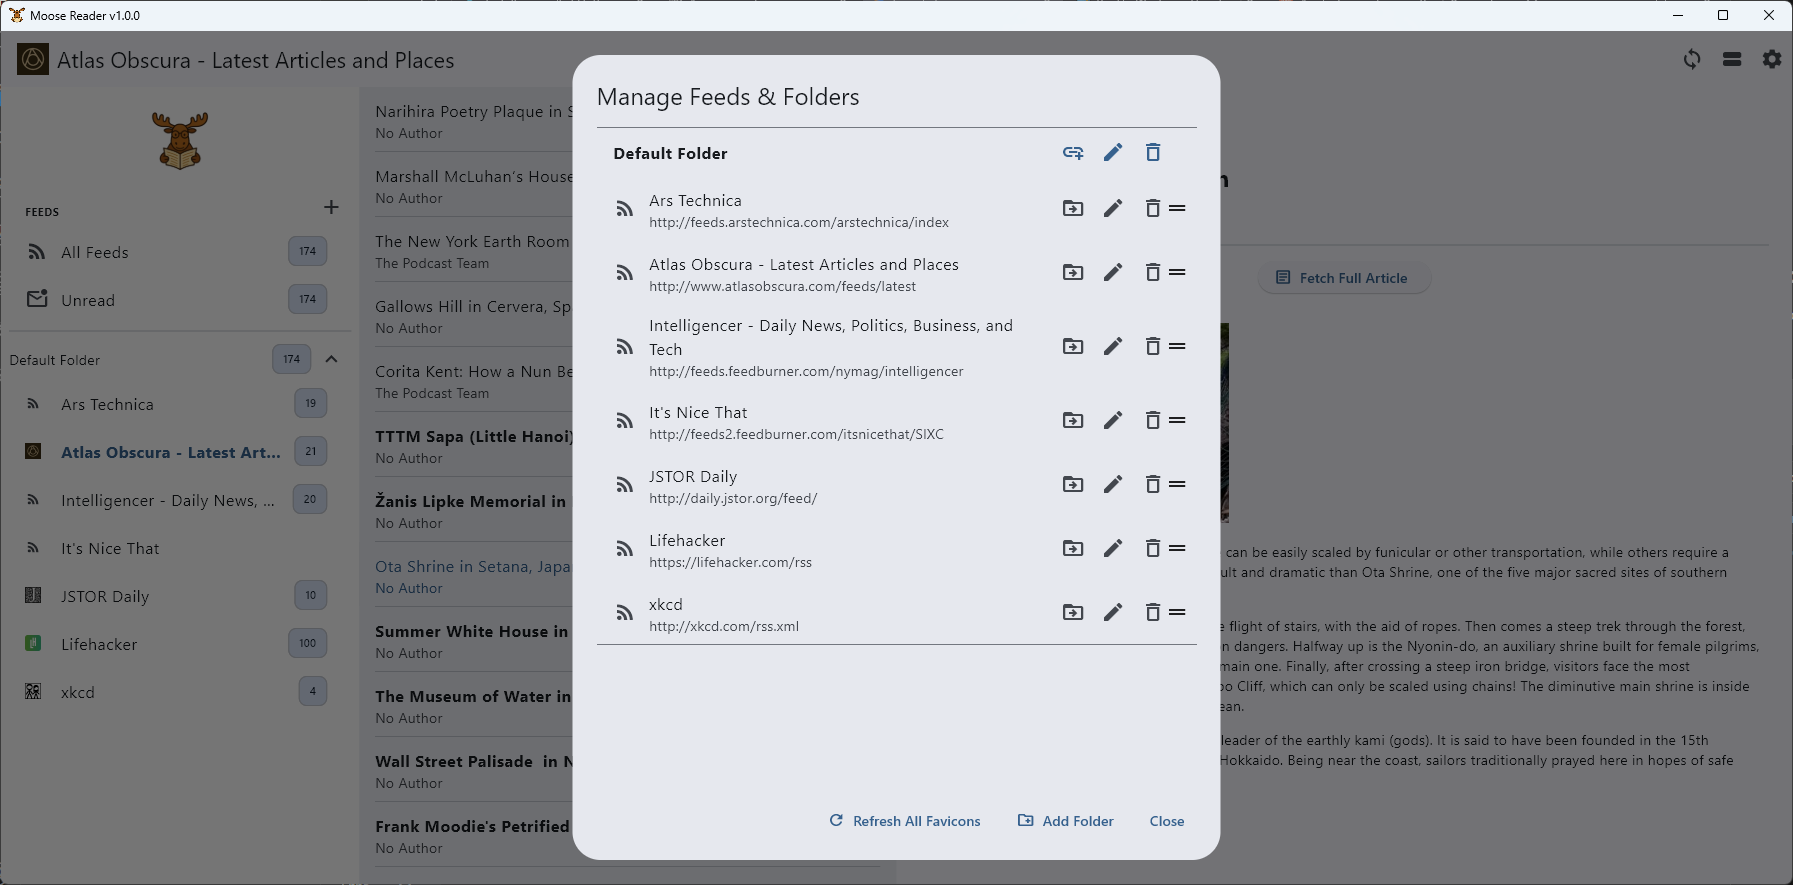 Moose Reader v1.0.0
Atlas Obscura - Latest Articles and Places
FEEDS
All Feeds
174
Unread
174
Default Folder
174
Ars Technica
19
Atlas Obscura - Latest Art...
21
Intelligencer - Daily News, ...
20
It's Nice That
JSTOR Daily
10
Lifehacker
100
xkcd
4
Narihira Poetry Plaque in
No Author
Marshall McLuhan's House
No Author
The New York Earth Room
The Podcast Team
Gallows Hill in Cervera, Sp
No Author
Corita Kent: How a Nun Be
The Podcast Team
TTTM Sapa (Little Hanoi)
No Author
Žanis Lipke Memorial in
No Author
Ota Shrine in Setana, Japa
No Author
Summer White House in
No Author
The Museum of Water in
No Author
Wall Street Palisade in N
No Author
Frank Moodie's Petrified
No Author
Manage Feeds & Folders
Default Folder
Ars Technica
http://feeds.arstechnica.com/arstechnica/index
Atlas Obscura - Latest Articles and Places
http://www.atlasobscura.com/feeds/latest
Intelligencer - Daily News, Politics, Business, and
Tech
http://feeds.feedburner.com/nymag/intelligencer
It's Nice That
http://feeds2.feedburner.com/itsnicethat/SlXC
JSTOR Daily
http://daily.jstor.org/feed/
Lifehacker
https://lifehacker.com/rss
xkcd
http://xkcd.com/rss.xml
Refresh All Favicons
Add Folder
Close
Fetch Full Article
can be easily scaled by funicular or other transportation, while others require a
ult and dramatic than Ota Shrine, one of the five major sacred sites of southern
flight of stairs, with the aid of ropes. Then comes a steep trek through the forest,
n dangers. Halfway up is the Nyonin-do, an auxiliary shrine built for female pilgrims,
main one. Finally, after crossing a steep iron bridge, visitors face the most
oo Cliff, which can only be scaled using chains! The diminutive main shrine is inside
ean.
leader of the earthly kami (gods). It is said to have been founded in the 15th
Hokkaido. Being near the coast, sailors traditionally prayed here in hopes of safe